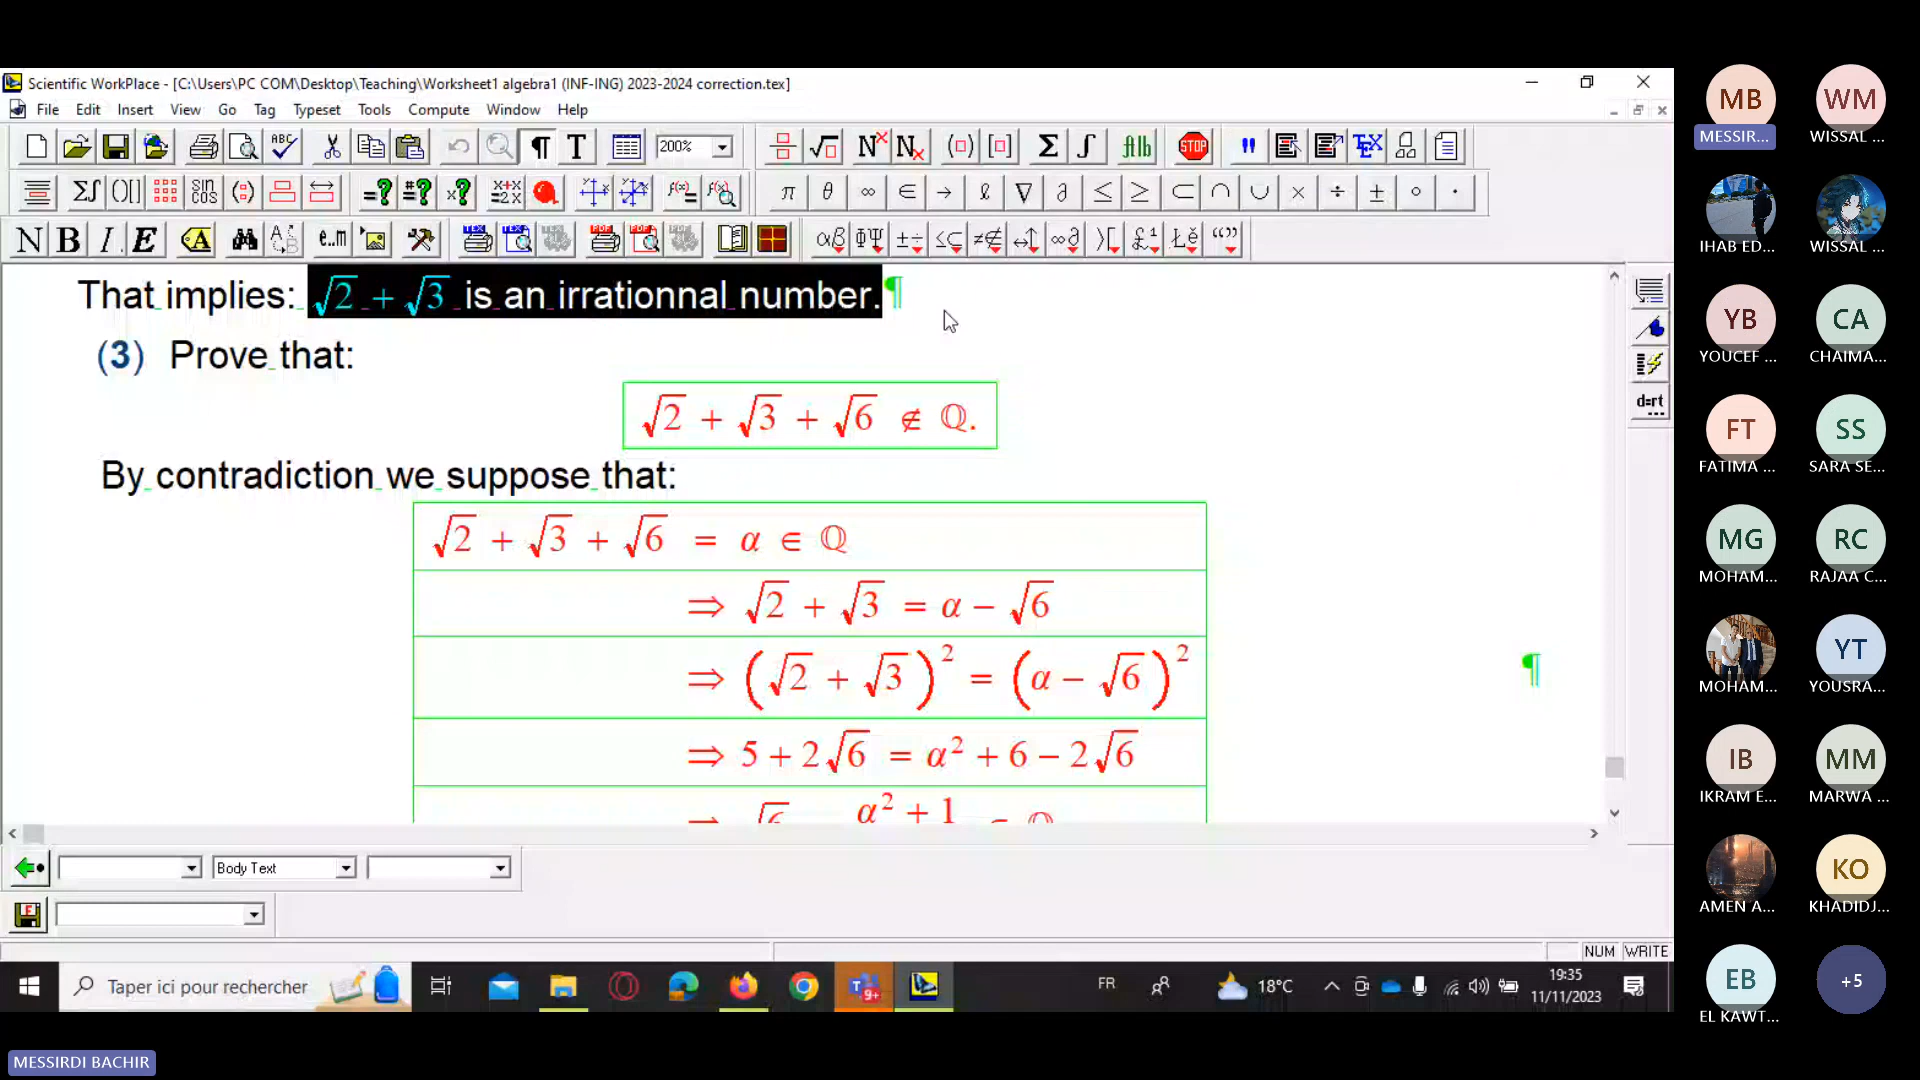 Scientific WorkPlace - [C:\Users\PC COM\Desktop\Teaching\Worksheet1 algebra1 (INF-ING) 2023-2024 correction.tex]
File Edit Insert View Go Tag Typeset Tools Compute Window Help
200%
N B I E
That implies: √2 + √3 is an irrationnal number.¶
(3) Prove that:
√2 + √3 + √6 ∉ ℚ.
By contradiction we suppose that:
√2 + √3 + √6 = α ∈ ℚ
⇒ √2 + √3 = α − √6
⇒ (√2 + √3)² = (α − √6)²
¶
⇒ 5 + 2√6 = α² + 6 − 2√6
α² + 1
Body Text
NUM WRITE
Taper ici pour rechercher
9+
FR
18°C
19:35
11/11/2023
MB
MESSIR...
WM
WISSAL ...
IHAB ED...
WISSAL ...
YB
YOUCEF ...
CA
CHAIMA...
FT
FATIMA ...
SS
SARA SE...
MG
MOHAM...
RC
RAJAA C...
MOHAM...
YT
YOUSRA...
IB
IKRAM E...
MM
MARWA ...
AMEN A...
KO
KHADIDJ...
EB
EL KAWT...
+5
MESSIRDI BACHIR